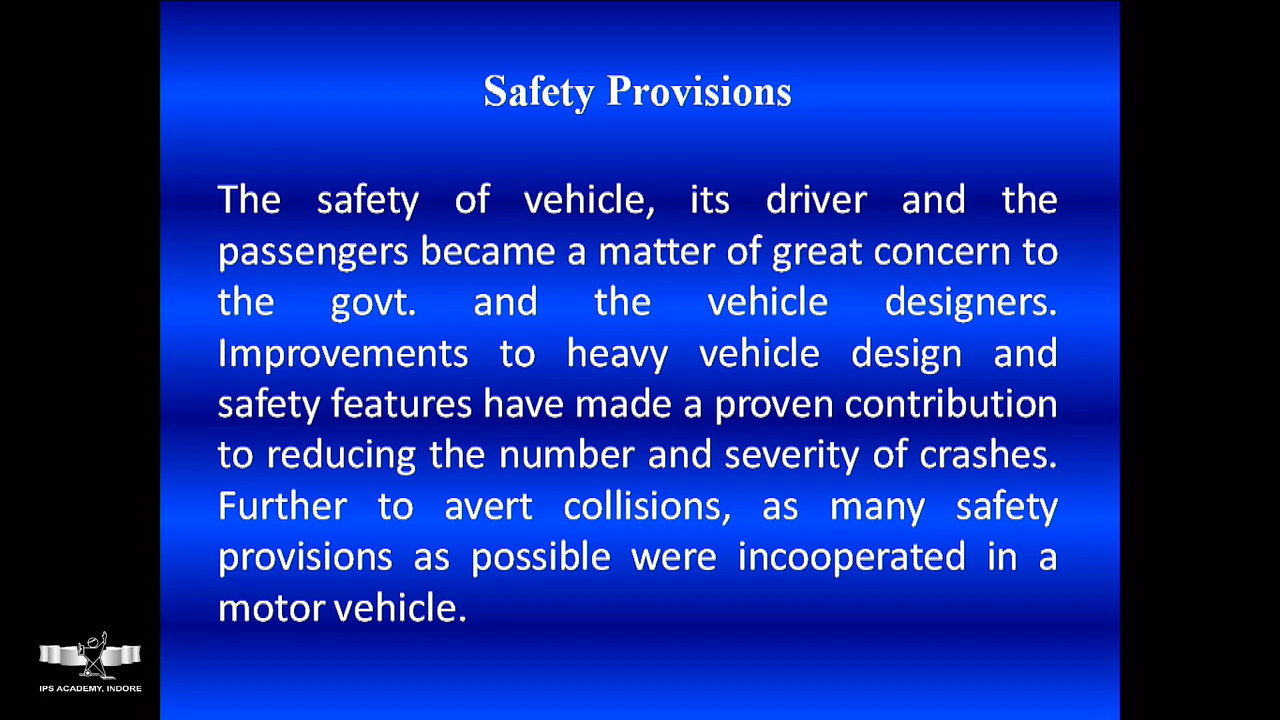 Safety Provisions
The safety of vehicle, its driver and the
passengers became a matter of great concern to
the govt. and the vehicle designers.
Improvements to heavy vehicle design and
safety features have made a proven contribution
to reducing the number and severity of crashes.
Further to avert collisions, as many safety
provisions as possible were incooperated in a
motor vehicle.
IPS ACADEMY, INDORE